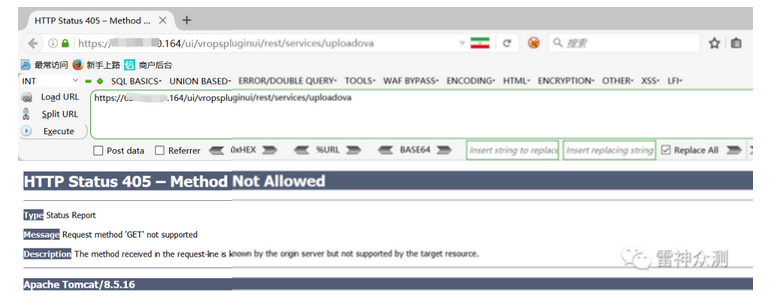 HTTP Status 405 – Method ...
https://.164/ui/vropspluginui/rest/services/uploadova
搜索
最常访问 新手上路 商户后台
INT SQL BASICS UNION BASED ERROR/DOUBLE QUERY TOOLS WAF BYPASS ENCODING HTML ENCRYPTION OTHER XSS LFI
Load URL
https://.164/ui/vropspluginui/rest/services/uploadova
Split URL
Execute
Post data Referrer 0xHEX %URL BASE64 Insert string to replace Insert replacing string Replace All
HTTP Status 405 – Method Not Allowed
Type Status Report
Message Request method 'GET' not supported
Description The method received in the request-line is known by the origin server but not supported by the target resource.
雷神众测
Apache Tomcat/8.5.16